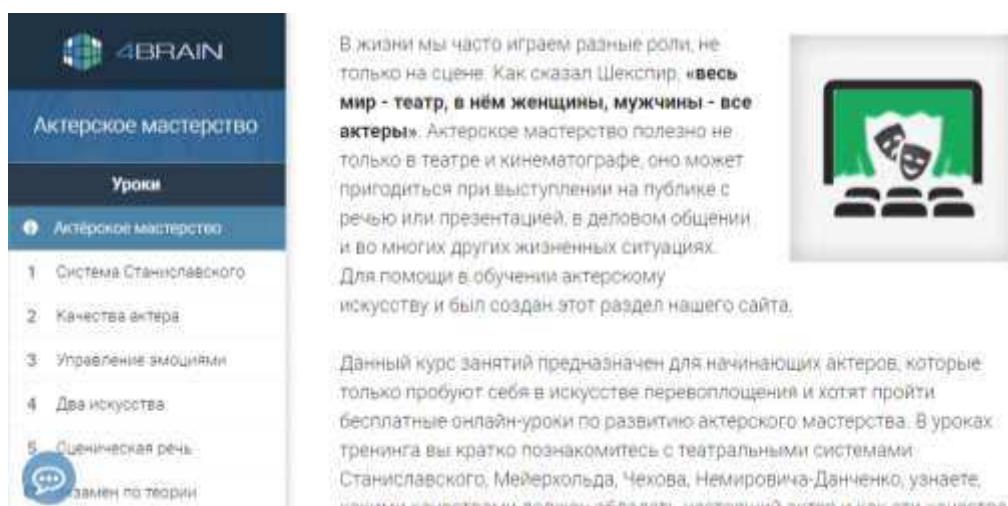 4BRAIN
Актерское мастерство
Уроки
Актёрское мастерство
1 Система Станиславского
2 Качества актера
3 Управление эмоциями
4 Два искусства
5 Сценическая речь
Экзамен по теории
В жизни мы часто играем разные роли, не
только на сцене. Как сказал Шекспир, «весь
мир - театр, в нём женщины, мужчины - все
актеры». Актерское мастерство полезно не
только в театре и кинематографе, оно может
пригодиться при выступлении на публике с
речью или презентацией, в деловом общении
и во многих других жизненных ситуациях.
Для помощи в обучении актерскому
искусству и был создан этот раздел нашего сайта.
Данный курс занятий предназначен для начинающих актеров, которые
только пробуют себя в искусстве перевоплощения и хотят пройти
бесплатные онлайн-уроки по развитию актерского мастерства. В уроках
тренинга вы кратко познакомитесь с театральными системами
Станиславского, Мейерхольда, Чехова, Немировича-Данченко, узнаете,